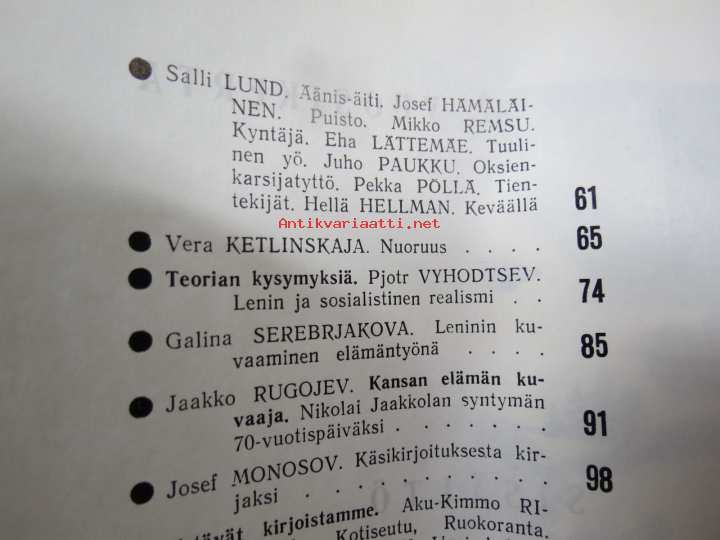 Salli LUND. Äänis-äiti. Josef HÄMÄLÄI-
NEN. Puisto. Mikko REMSU.
Kyntäjä. Eha LÄTTEMÄE. Tuuli-
nen yö. Juho PAUKKU. Oksien-
karsijatyttö. Pekka PÖLLÄ. Tien-
tekijät. Hellä HELLMAN. Keväällä 61
Antikvariaatti.net
Vera KETLINSKAJA. Nuoruus . . . . 65
Teorian kysymyksiä. Pjotr VYHODTSEV.
Lenin ja sosialistinen realismi . . 74
Galina SEREBRJAKOVA. Leninin ku-
vaaminen elämäntyönä . . . . 85
Jaakko RUGOJEV. Kansan elämän ku-
vaaja. Nikolai Jaakkolan syntymän
70-vuotispäiväksi . . . . . . . 91
Josef MONOSOV. Käsikirjoituksesta kir-
jaksi . . . . . . . . . . 98
kirjoistamme. Aku-Kimmo RI-
Kotiseutu, Ruokoranta.